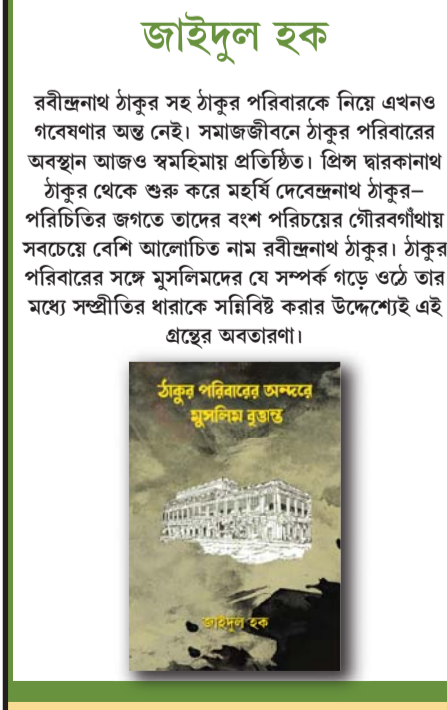 জাইদুল হক
রবীন্দ্রনাথ ঠাকুর সহ ঠাকুর পরিবারকে নিয়ে এখনও
গবেষণার অন্ত নেই। সমাজজীবনে ঠাকুর পরিবারের
অবস্থান আজও স্বমহিমায় প্রতিষ্ঠিত। প্রিন্স দ্বারকানাথ
ঠাকুর থেকে শুরু করে মহর্ষি দেবেন্দ্রনাথ ঠাকুর–
পরিচিতির জগতে তাদের বংশ পরিচয়ের গৌরবগাঁথায়
সবচেয়ে বেশি আলোচিত নাম রবীন্দ্রনাথ ঠাকুর। ঠাকুর
পরিবারের সঙ্গে মুসলিমদের যে সম্পর্ক গড়ে ওঠে তার
মধ্যে সম্প্রীতির ধারাকে সন্নিবিষ্ট করার উদ্দেশ্যেই এই
গ্রন্থের অবতারণা।
ঠাকুর পরিবারের অন্দরে
মুসলিম বৃত্তান্ত
জাইদুল হক